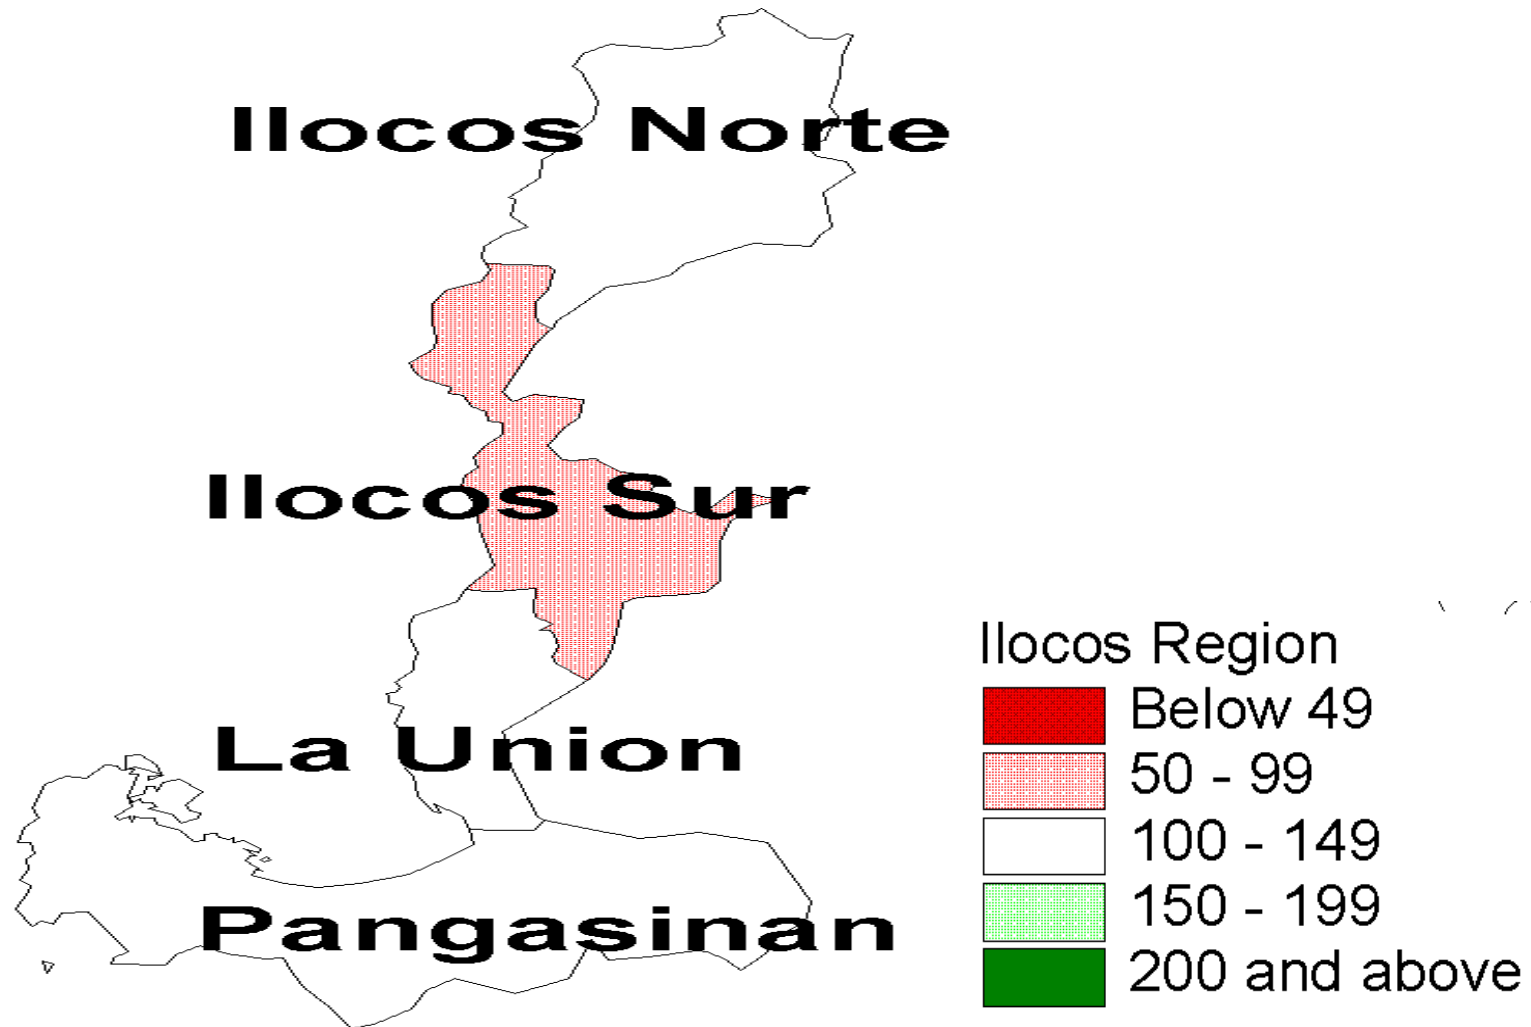 Ilocos Norte
Ilocos Sur
La Union
Pangasinan
Ilocos Region
Below 49
50 - 99
100 - 149
150 - 199
200 and above